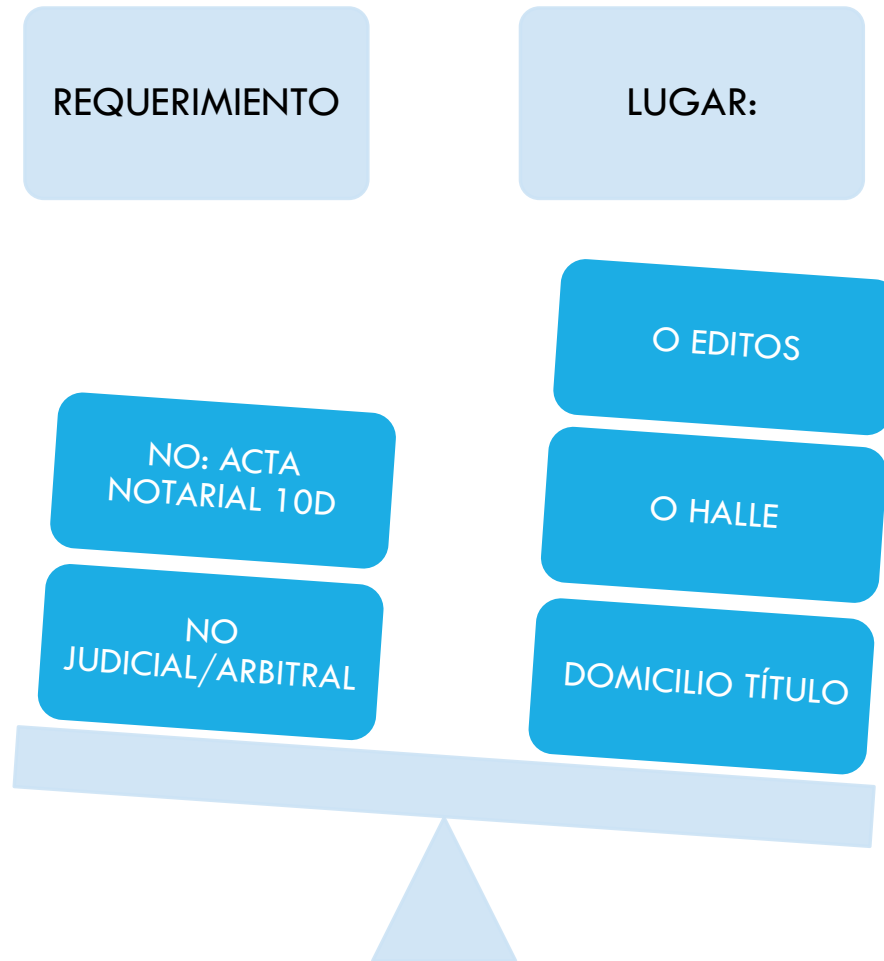 REQUERIMIENTO
NO: ACTA
NOTARIAL 10D
NO
JUDICIAL/ARBITRAL
LUGAR:
O EDITOS
O HALLE
DOMICILIO TÍTULO